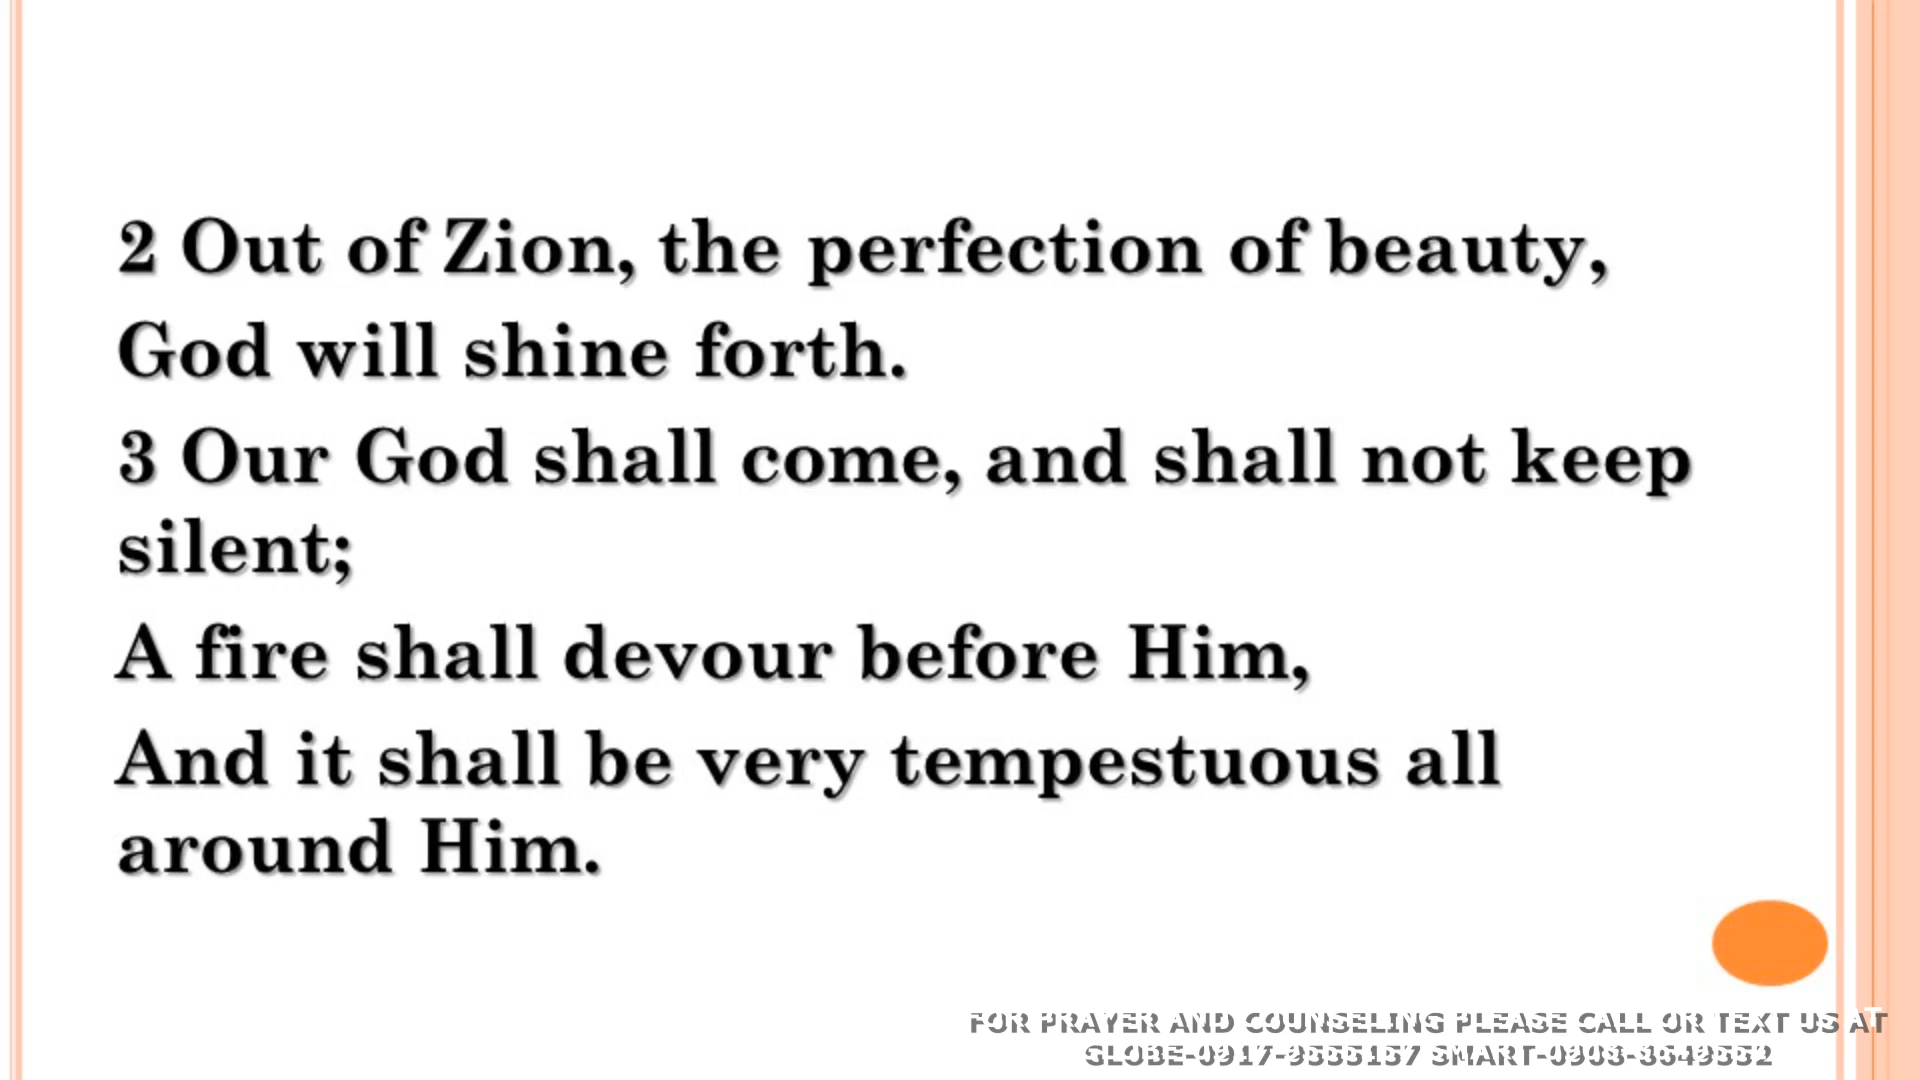 2 Out of Zion, the perfection of beauty,
God will shine forth.
3 Our God shall come, and shall not keep
silent;
A fire shall devour before Him,
And it shall be very tempestuous all
around Him.
FOR PRAYER AND COUNSELING PLEASE CALL OR TEXT US AT
GLOBE-0917- SMART-